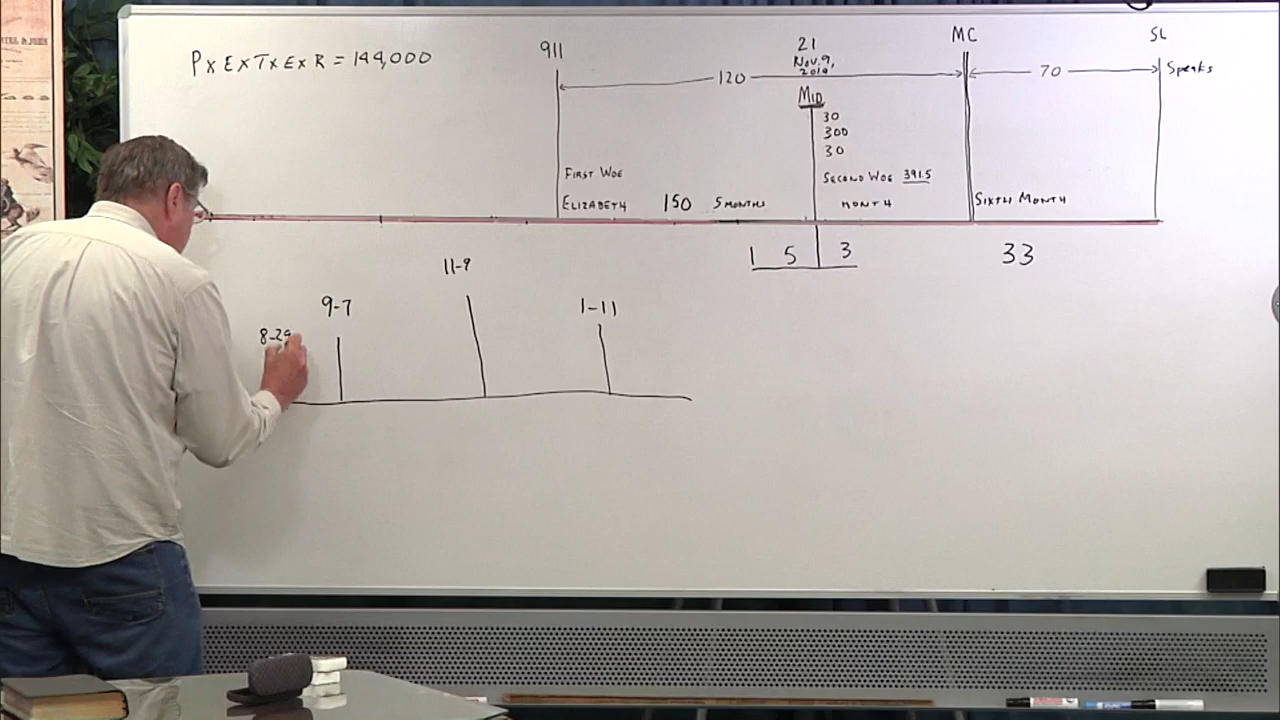 PxExTxExR = 144,000
911
21
Nov. 9,
2019
MC
SL
120
70
Speaks
MID
30
300
30
FIRST WOE
SECOND WOE 391.5
ELIZABETH 150 5 MONTHS
MONTH
SIXTH MONTH
1 5 3
33
11-9
9-7
1-11